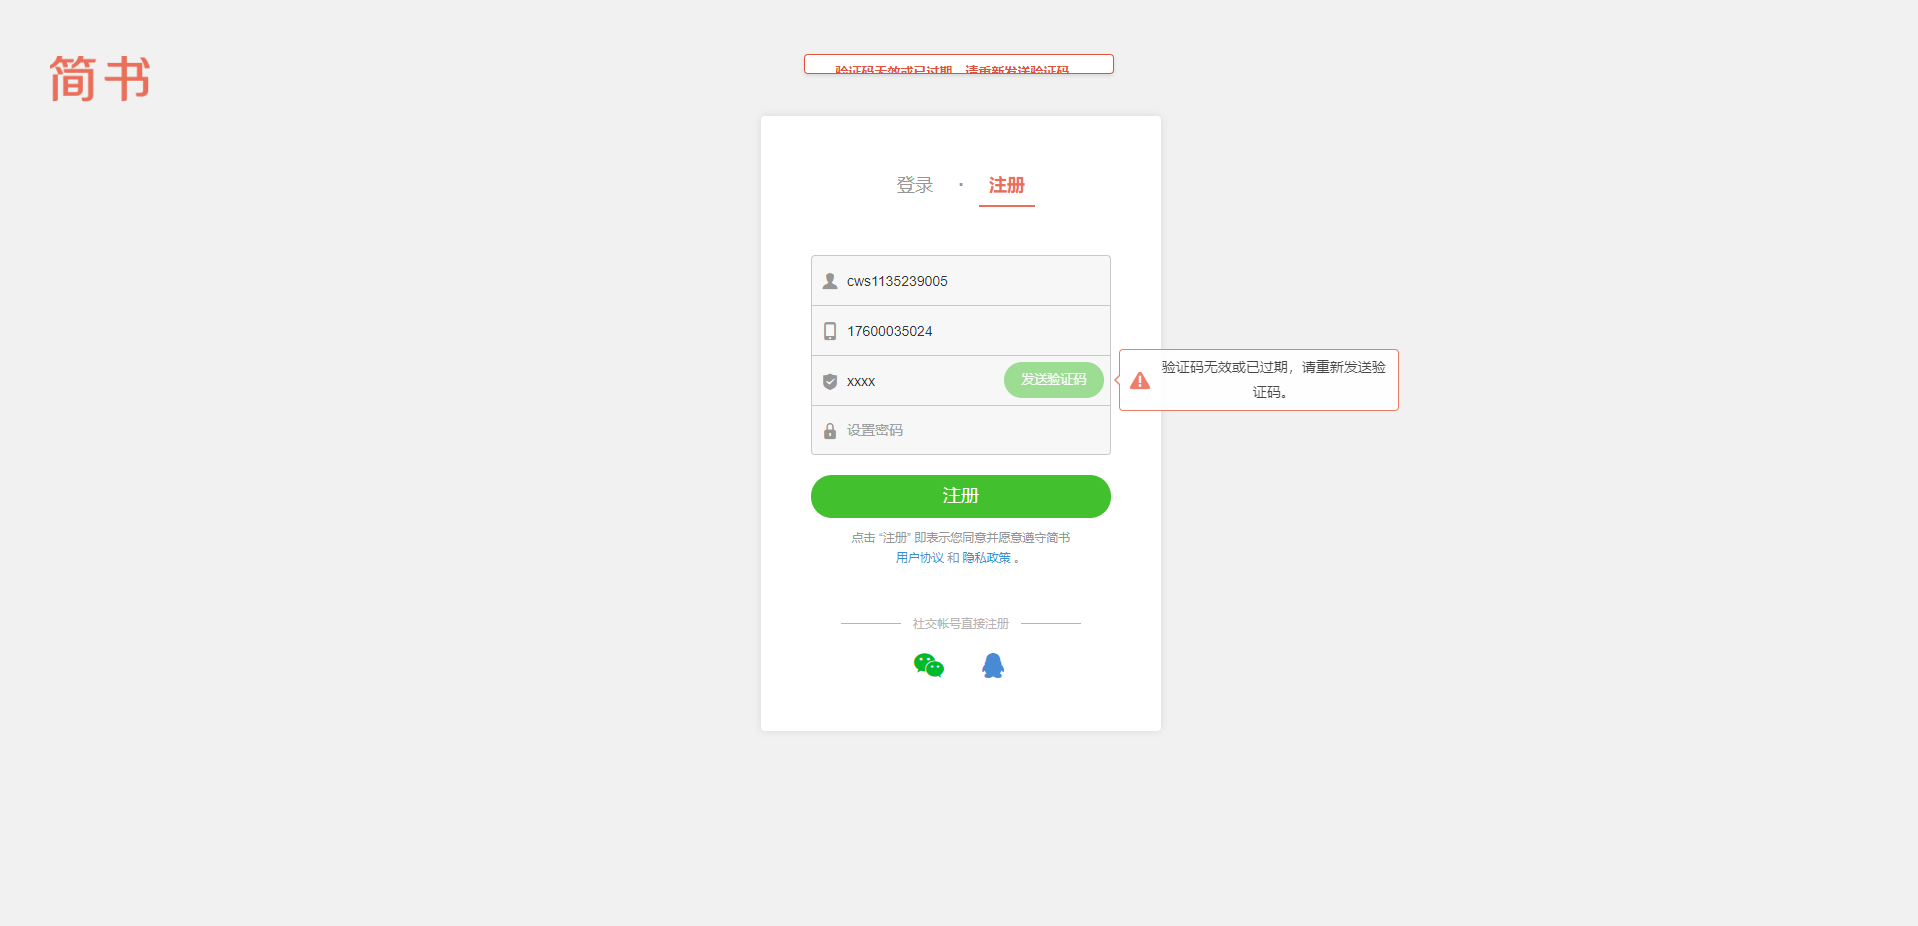 简书
验证码无效或已过期，请重新发送验证码
登录 · 注册
cws1135239005
17600035024
xxxx 发送验证码
验证码无效或已过期，请重新发送验
证码。
设置密码
注册
点击 “注册” 即表示您同意并愿意遵守简书
用户协议 和 隐私政策 。
社交帐号直接注册